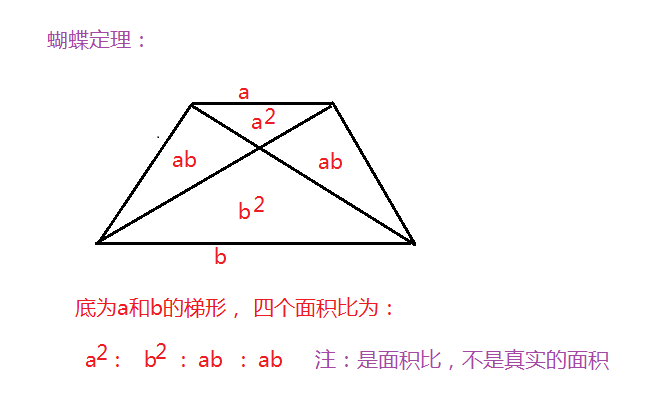 蝴蝶定理：
a
a²
ab ab
b²
b
底为a和b的梯形，四个面积比为：
a²： b²：ab ：ab 注：是面积比，不是真实的面积